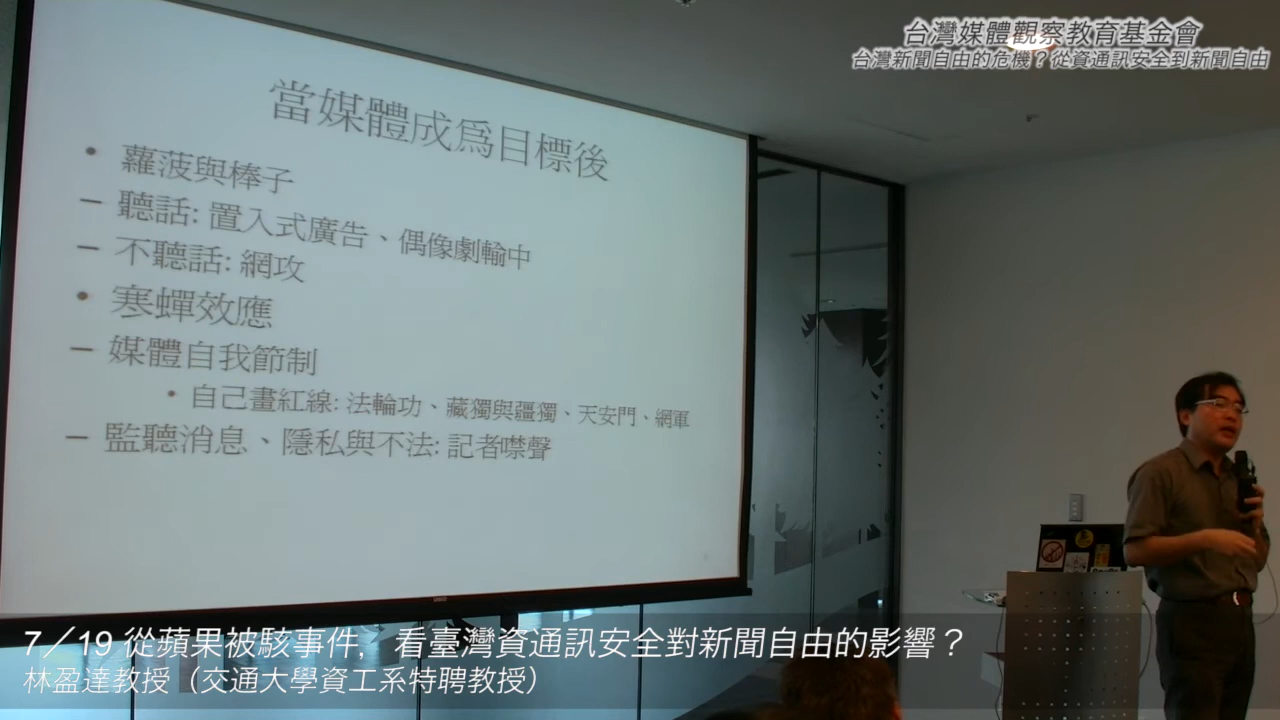 台灣媒體觀察教育基金會
台灣新聞自由的危機？從資通訊安全到新聞自由
當媒體成為目標後
• 蘿菠與棒子
– 聽話: 置入式廣告、偶像劇輸中
– 不聽話: 網攻
• 寒蟬效應
– 媒體自我節制
• 自己畫紅線: 法輪功、藏獨與疆獨、天安門、網軍
– 監聽消息、隱私與不法: 記者噤聲
7／19 從蘋果被駭事件，看臺灣資通訊安全對新聞自由的影響？
林盈達教授（交通大學資工系特聘教授）